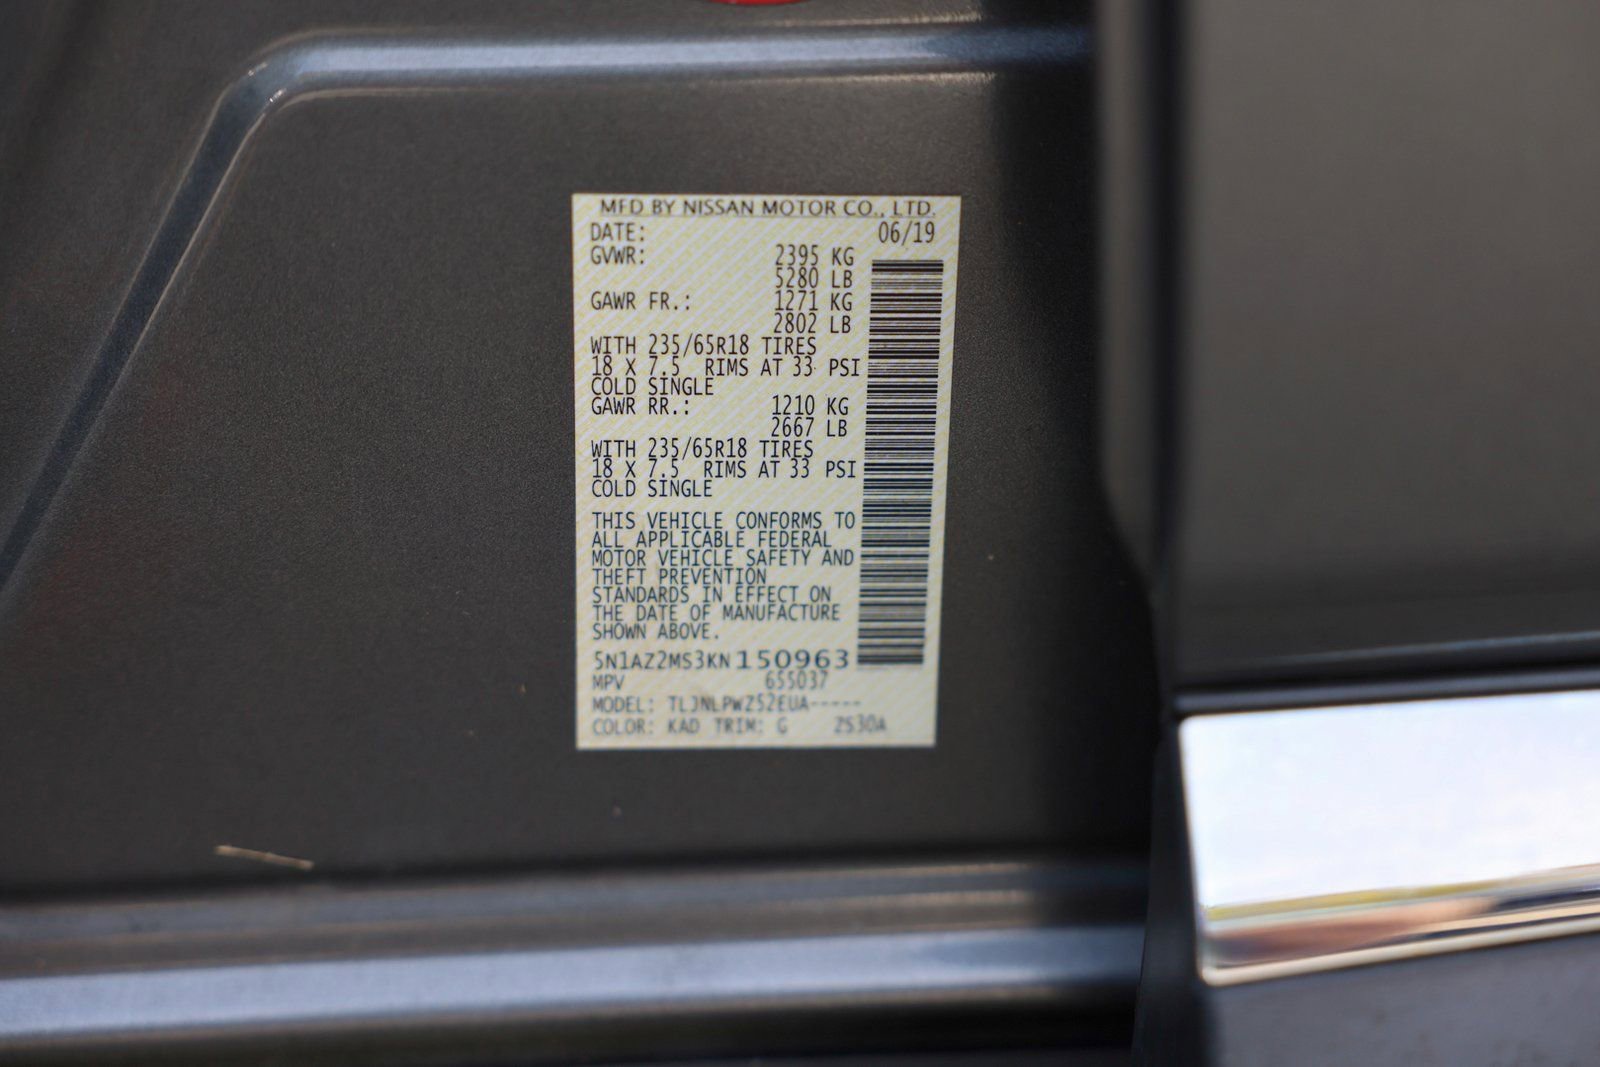 MFD BY NISSAN MOTOR CO., LTD.
DATE: 06/19
GVWR: 2395 KG
5280 LB
GAWR FR.: 1271 KG
2802 LB
WITH 235/65R18 TIRES
18 X 7.5 RIMS AT 33 PSI
COLD SINGLE
GAWR RR.: 1210 KG
2667 LB
WITH 235/65R18 TIRES
18 X 7.5 RIMS AT 33 PSI
COLD SINGLE
THIS VEHICLE CONFORMS TO
ALL APPLICABLE FEDERAL
MOTOR VEHICLE SAFETY AND
THEFT PREVENTION
STANDARDS IN EFFECT ON
THE DATE OF MANUFACTURE
SHOWN ABOVE.
5N1AZ2MS3KN150963
MPV 655037
MODEL: TLJNLPWZ52EUA-----
COLOR: KAD TRIM: G 2S30A